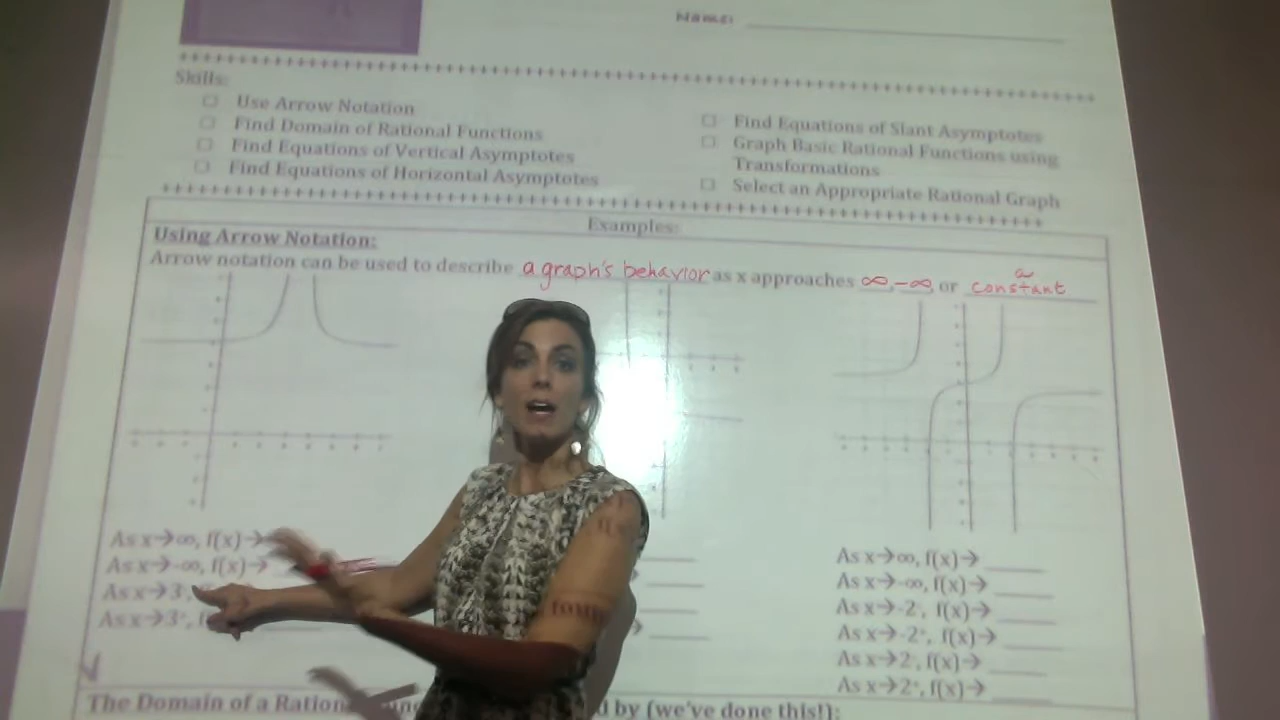 Name:
Skills:
Use Arrow Notation
Find Domain of Rational Functions
Find Equations of Vertical Asymptotes
Find Equations of Horizontal Asymptotes
Find Equations of Slant Asymptotes
Graph Basic Rational Functions using
Transformations
Select an Appropriate Rational Graph
Examples:
Using Arrow Notation:
Arrow notation can be used to describe a graph's behavior as x approaches ∞, -∞, or a constant
As x→∞, f(x)→
As x→-∞, f(x)→
As x→3
As x→3⁺, f
As x→∞, f(x)→
As x→-∞, f(x)→
As x→-2⁻, f(x)→
As x→-2⁺, f(x)→
As x→2⁻, f(x)→
As x→2⁺, f(x)→
The Domain of a Ration by (we've done this!):